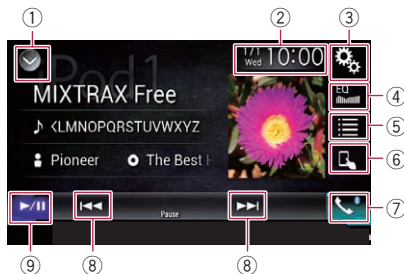 ① ② ③
iPod1
1/1 Wed 10:00
EQ
④
MIXTRAX Free
⑤
♪ <LMNOPQRSTUVWXYZ
⑥
Pioneer The Best H
⑦
Pause
⑨ ⑧ ⑧